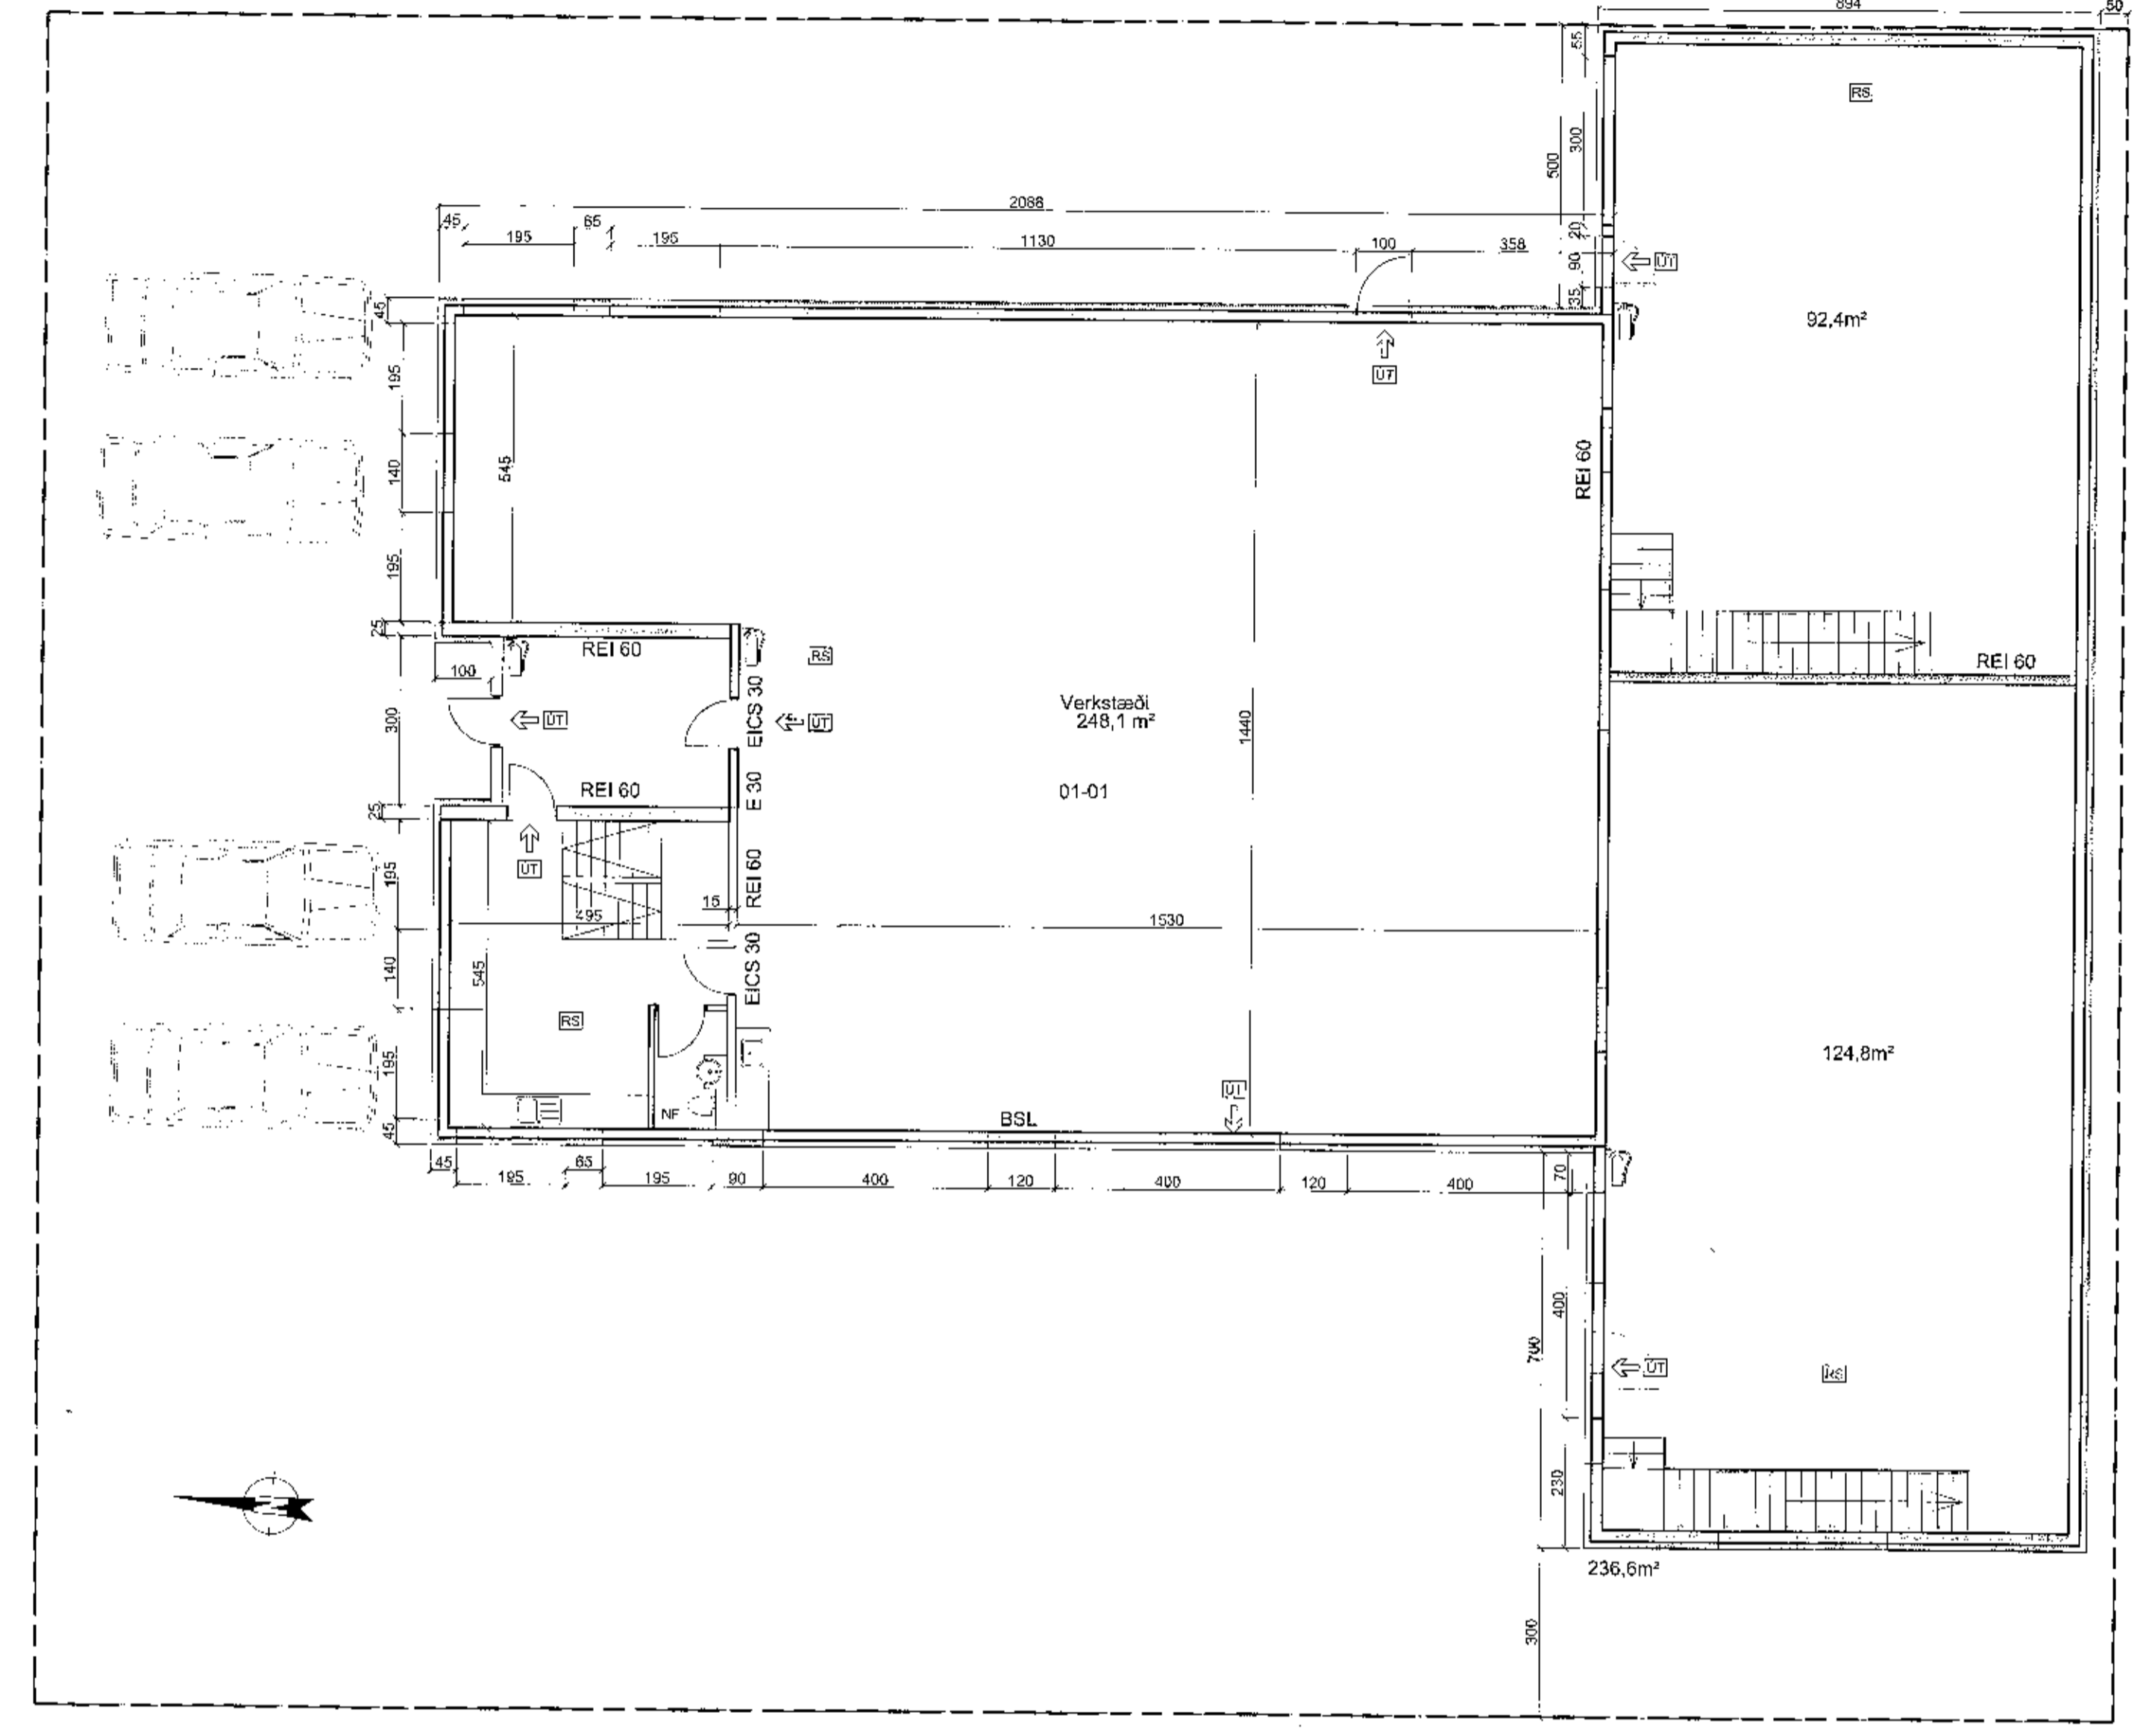 894
50
55
300
500
2088
45
65
195
195
1130
100
358
20
90
35
RS
ÚT
92,4m²
45
195
140
195
25
545
ÚT
REI 60
REI 60
100
RS
300
ÚT
EICS 30
ÚT
Verkstæði
248,1 m²
1440
REI 60
REI 60
E 30
01-01
25
ÚT
195
REI 60
15
495
1530
140
545
EICS 30
RS
195
NF
45
BSL
ÚT
124,8m²
45
195
65
195
90
400
120
400
120
400
70
400
700
ÚT
RS
230
236,6m²
300